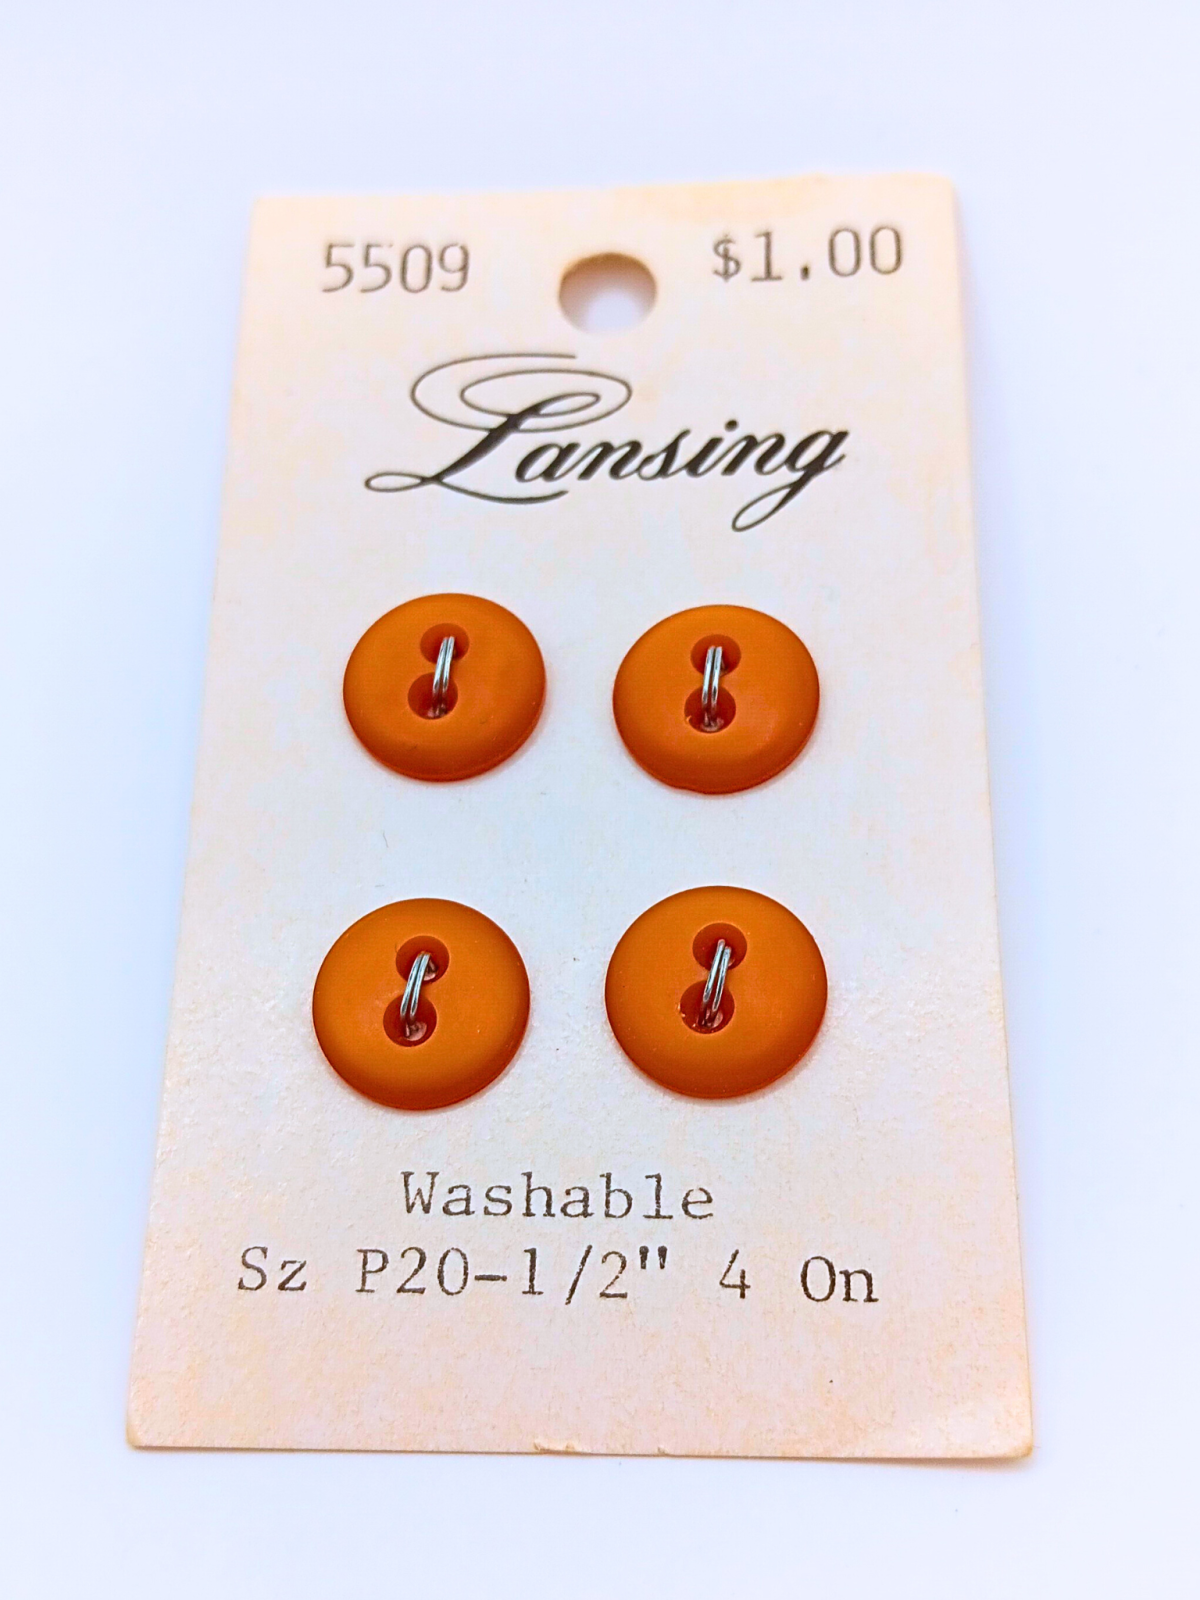 5509 $1.00
Lansing
Washable
Sz P20-1/2" 4 On